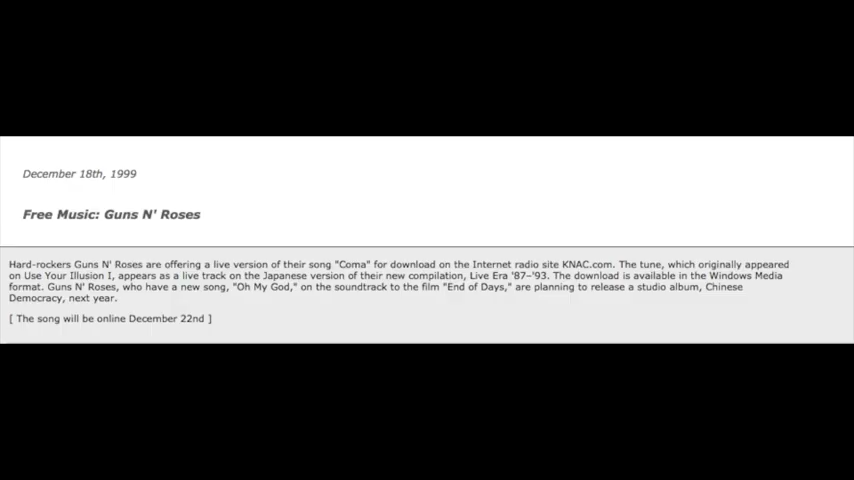 December 18th, 1999
Free Music: Guns N' Roses
Hard-rockers Guns N' Roses are offering a live version of their song "Coma" for download on the Internet radio site KNAC.com. The tune, which originally appeared
on Use Your Illusion I, appears as a live track on the Japanese version of their new compilation, Live Era '87-'93. The download is available in the Windows Media
format. Guns N' Roses, who have a new song, "Oh My God," on the soundtrack to the film "End of Days," are planning to release a studio album, Chinese
Democracy, next year.
[ The song will be online December 22nd ]